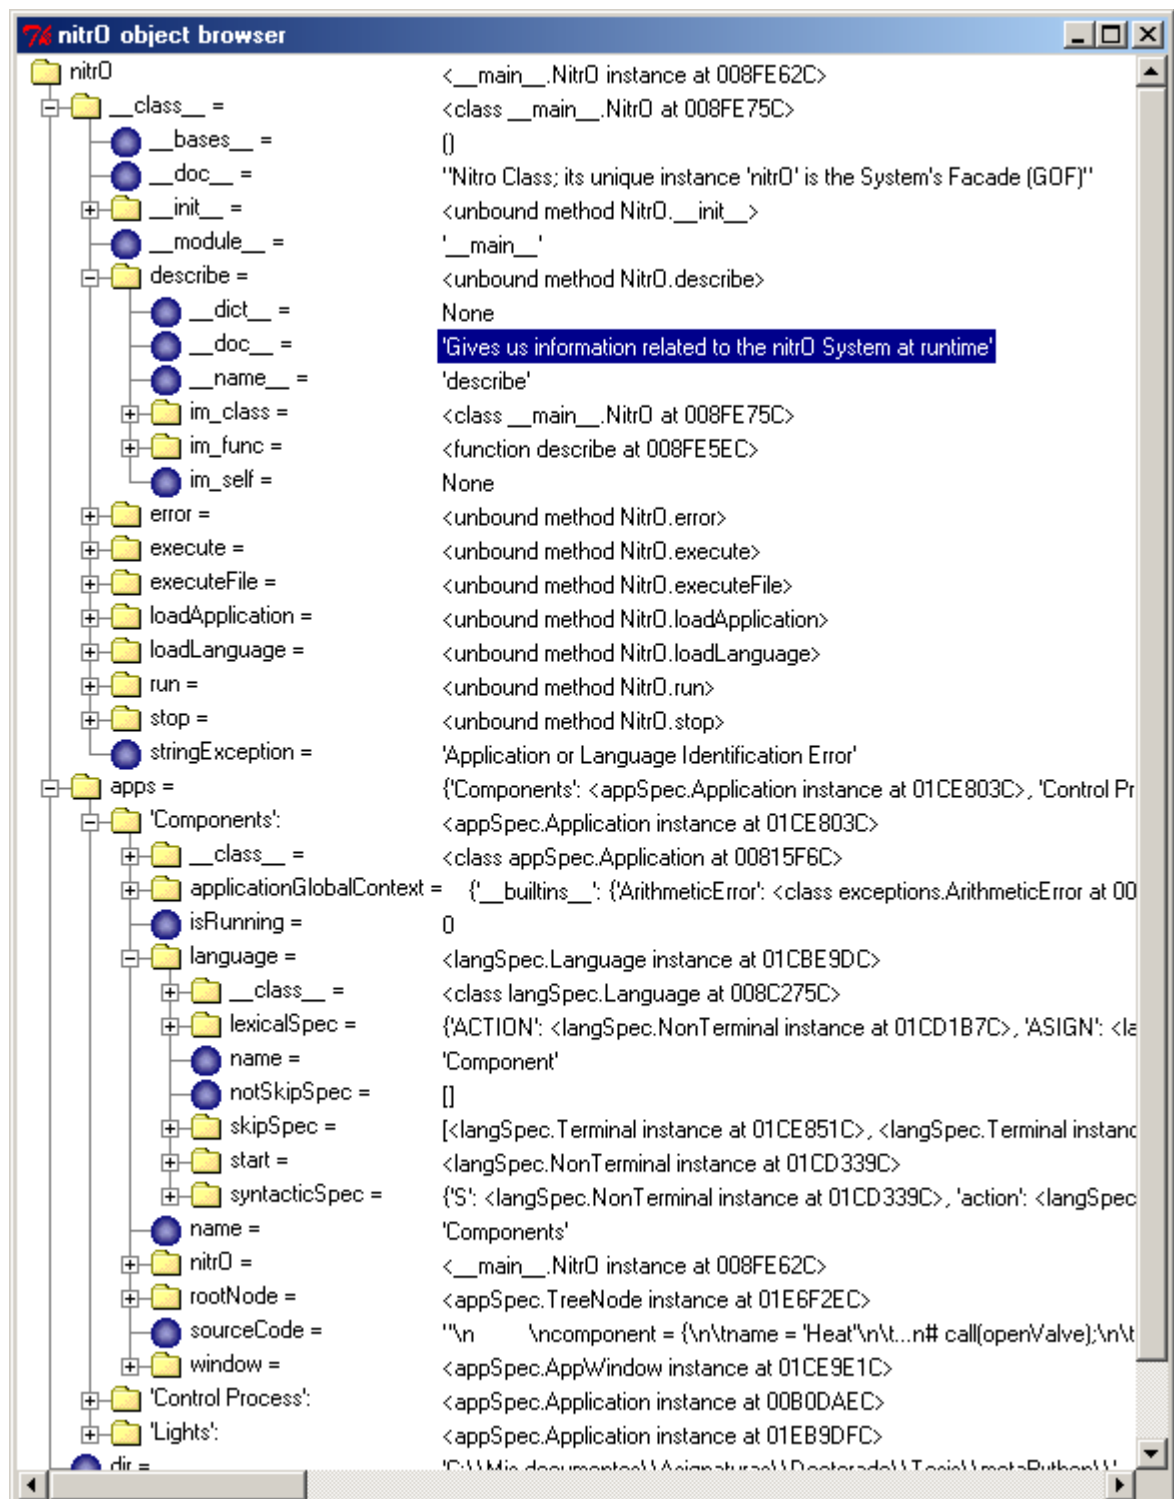 nitrO object browser
nitrO <__main__.NitrO instance at 008FE62C>
__class__ = <class __main__.NitrO at 008FE75C>
__bases__ = ()
__doc__ = "Nitro Class; its unique instance 'nitrO' is the System's Facade (GOF)"
__init__ = <unbound method NitrO.__init__>
__module__ = '__main__'
describe = <unbound method NitrO.describe>
__dict__ = None
__doc__ = 'Gives us information related to the nitrO System at runtime'
__name__ = 'describe'
im_class = <class __main__.NitrO at 008FE75C>
im_func = <function describe at 008FE5EC>
im_self = None
error = <unbound method NitrO.error>
execute = <unbound method NitrO.execute>
executeFile = <unbound method NitrO.executeFile>
loadApplication = <unbound method NitrO.loadApplication>
loadLanguage = <unbound method NitrO.loadLanguage>
run = <unbound method NitrO.run>
stop = <unbound method NitrO.stop>
stringException = 'Application or Language Identification Error'
apps = {'Components': <appSpec.Application instance at 01CE803C>, 'Control Pr
'Components': <appSpec.Application instance at 01CE803C>
__class__ = <class appSpec.Application at 00815F6C>
applicationGlobalContext = {'__builtins__': {'ArithmeticError': <class exceptions.ArithmeticError at 00
isRunning = 0
language = <langSpec.Language instance at 01CBE9DC>
__class__ = <class langSpec.Language at 008C275C>
lexicalSpec = {'ACTION': <langSpec.NonTerminal instance at 01CD1B7C>, 'ASIGN': <la
name = 'Component'
notSkipSpec = []
skipSpec = [<langSpec.Terminal instance at 01CE851C>, <langSpec.Terminal instanc
start = <langSpec.NonTerminal instance at 01CD339C>
syntacticSpec = {'S': <langSpec.NonTerminal instance at 01CD339C>, 'action': <langSpec
name = 'Components'
nitrO = <__main__.NitrO instance at 008FE62C>
rootNode = <appSpec.TreeNode instance at 01E6F2EC>
sourceCode = '"\n \ncomponent = {\n\tname = 'Heat"\n\t...n# call(openValve);\n\t
window = <appSpec.AppWindow instance at 01CE9E1C>
'Control Process': <appSpec.Application instance at 00B0DAEC>
'Lights': <appSpec.Application instance at 01EB9DFC>
dir = 'C:\\Mis documentos\\Asignaturas\\Doctorado\\Tesis\\metaPython\\'